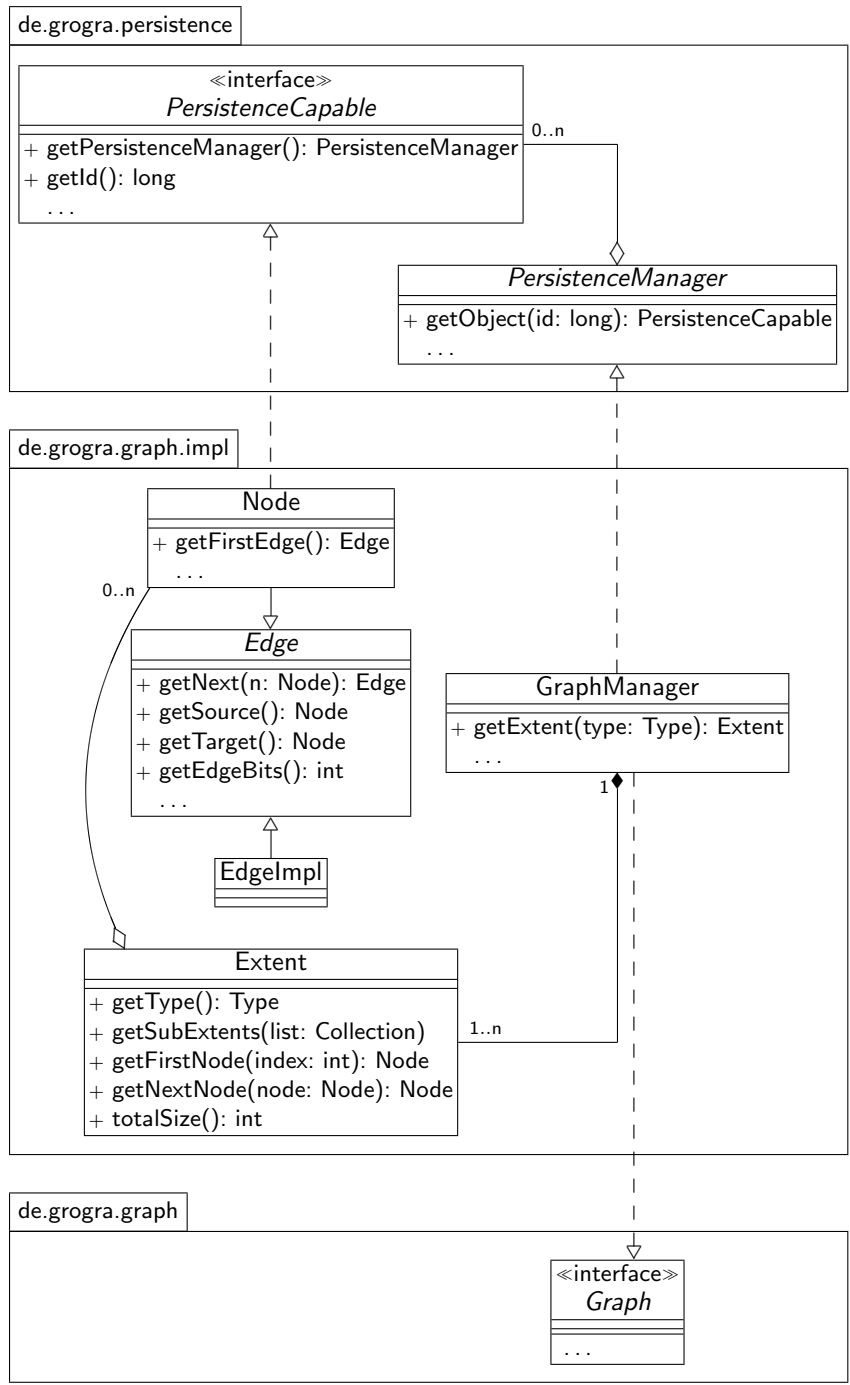 de.grogra.persistence
≪interface≫
PersistenceCapable
+ getPersistenceManager(): PersistenceManager
+ getId(): long
...
0..n
PersistenceManager
+ getObject(id: long): PersistenceCapable
...
de.grogra.graph.impl
Node
+ getFirstEdge(): Edge
...
0..n
Edge
+ getNext(n: Node): Edge
+ getSource(): Node
+ getTarget(): Node
+ getEdgeBits(): int
...
GraphManager
+ getExtent(type: Type): Extent
...
1
EdgeImpl
Extent
+ getType(): Type
+ getSubExtents(list: Collection)
+ getFirstNode(index: int): Node
+ getNextNode(node: Node): Node
+ totalSize(): int
1..n
de.grogra.graph
≪interface≫
Graph
...